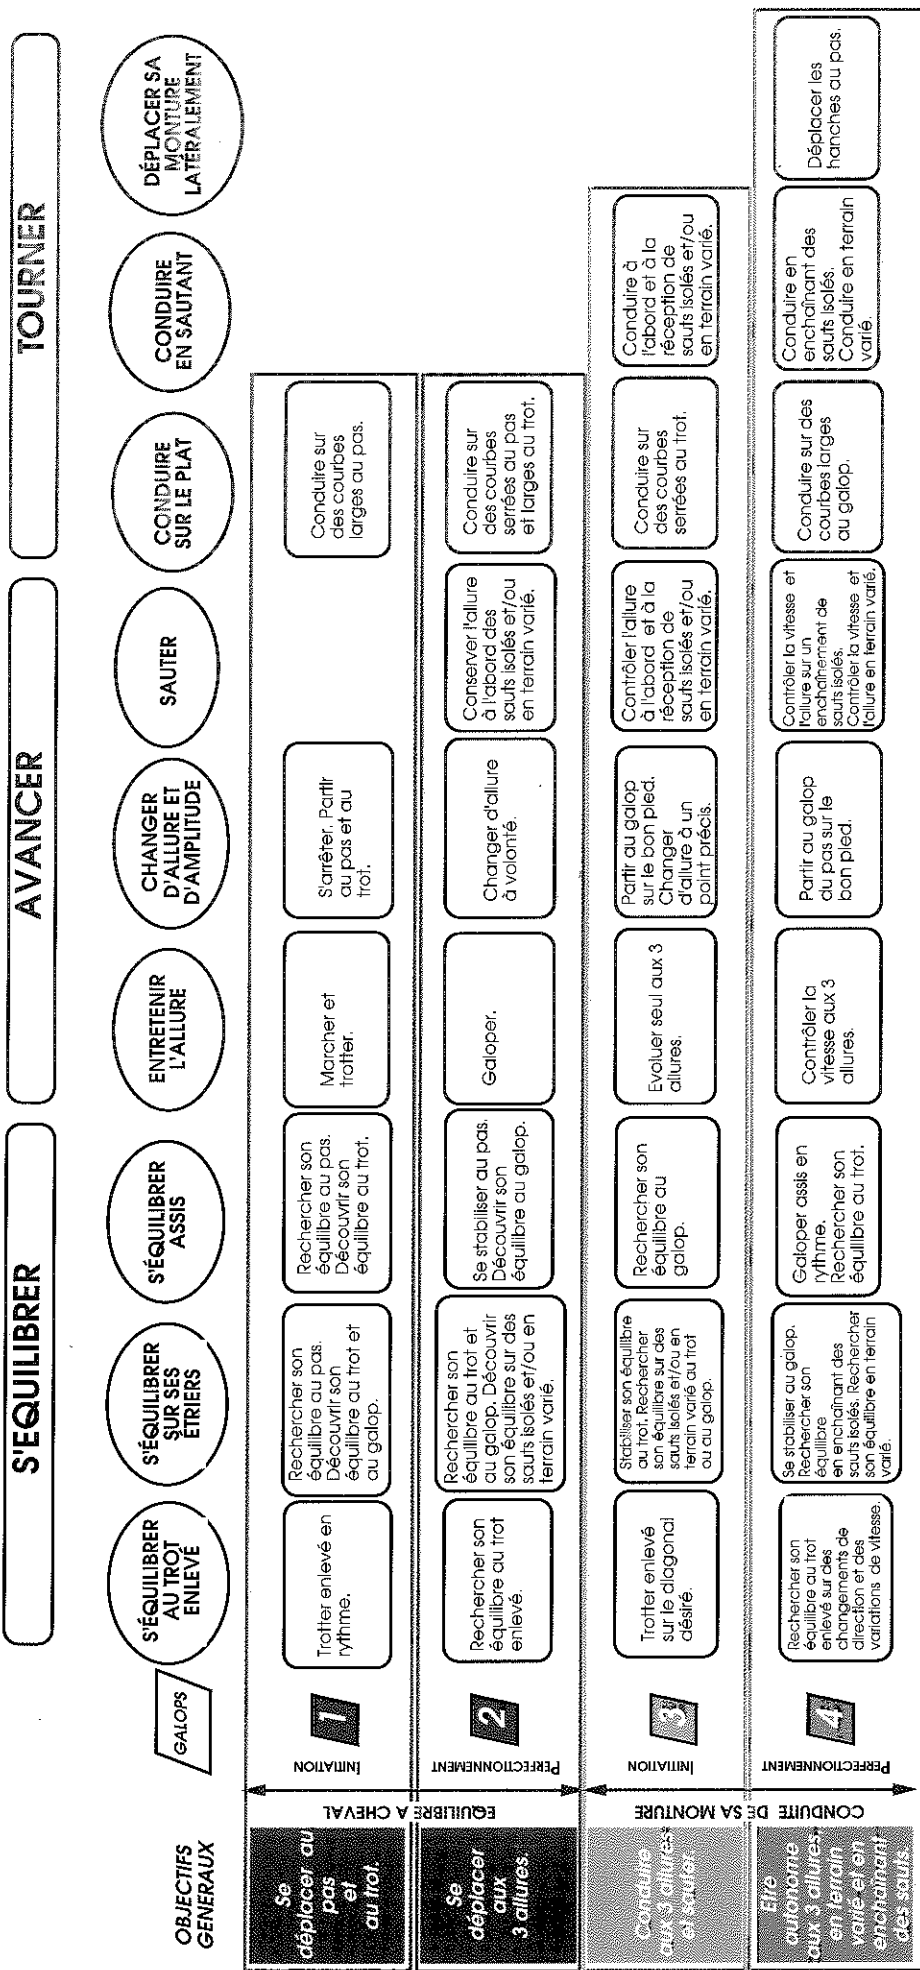 S'EQUILIBRER
AVANCER
TOURNER
OBJECTIFS
GENERAUX
GALOPS
S'ÉQUILIBRER
AU TROT
ENLEVÉ
S'ÉQUILIBRER
SUR SES
ÉTRIERS
S'ÉQUILIBRER
ASSIS
ENTRETENIR
L'ALLURE
CHANGER
D'ALLURE ET
D'AMPLITUDE
SAUTER
CONDUIRE
SUR LE PLAT
CONDUIRE
EN SAUTANT
DÉPLACER SA
MONTURE
LATÉRALEMENT
Se
déplacer au
pas
et
au trot.
EQUILIBRE A CHEVAL
INITIATION
1
Trotter enlevé en
rythme.
Rechercher son
équilibre au pas.
Découvrir son
équilibre au trot et
au galop.
Rechercher son
équilibre au pas.
Découvrir son
équilibre au trot.
Marcher et
trotter.
S'arrêter. Partir
au pas et au
trot.
Conduire sur
des courbes
larges au pas.
Se
déplacer
aux
3 allures.
PERFECTIONNEMENT
2
Rechercher son
équilibre au trot
enlevé.
Rechercher son
équilibre au trot et
au galop. Découvrir
son équilibre sur des
sauts isolés et/ou en
terrain varié.
Se stabiliser au pas.
Découvrir son
équilibre au galop.
Galoper.
Changer d'allure
à volonté.
Conserver l'allure
à l'abord des
sauts isolés et/ou
en terrain varié.
Conduire sur
des courbes
serrées au pas
et larges au trot.
Conduite
aux 3 allures
et sauter.
CONDUITE DE SA MONTURE
INITIATION
3
Trotter enlevé
sur le diagonal
désiré.
Stabiliser son équilibre
au trot. Rechercher
son équilibre sur des
sauts isolés et/ou en
terrain varié au trot
ou au galop.
Rechercher son
équilibre au
galop.
Evoluer seul aux 3
allures.
Partir au galop
sur le bon pied.
Changer
d'allure à un
point précis.
Contrôler l'allure
à l'abord et à la
réception de
sauts isolés et/ou
en terrain varié.
Conduire sur
des courbes
serrées au trot.
Conduire à
l'abord et à la
réception de
sauts isolés et/ou
en terrain varié.
Etre
autonome
aux 3 allures
en terrain
varié et en
enchaînant
des sauts.
PERFECTIONNEMENT
4
Rechercher son
équilibre au trot
enlevé sur des
changements de
direction et des
variations de vitesse.
Se stabiliser au galop.
Rechercher son
équilibre
en enchaînant des
sauts isolés. Rechercher
son équilibre en terrain
varié.
Galoper assis en
rythme.
Rechercher son
équilibre au trot.
Contrôler la
vitesse aux 3
allures.
Partir au galop
du pas sur le
bon pied.
Contrôler la vitesse et
l'allure sur un
enchaînement de
sauts isolés.
Contrôler la vitesse et
l'allure en terrain varié.
Conduire sur des
courbes larges
au galop.
Conduire en
enchaînant des
sauts isolés.
Conduire en terrain
varié.
Déplacer les
hanches au pas.